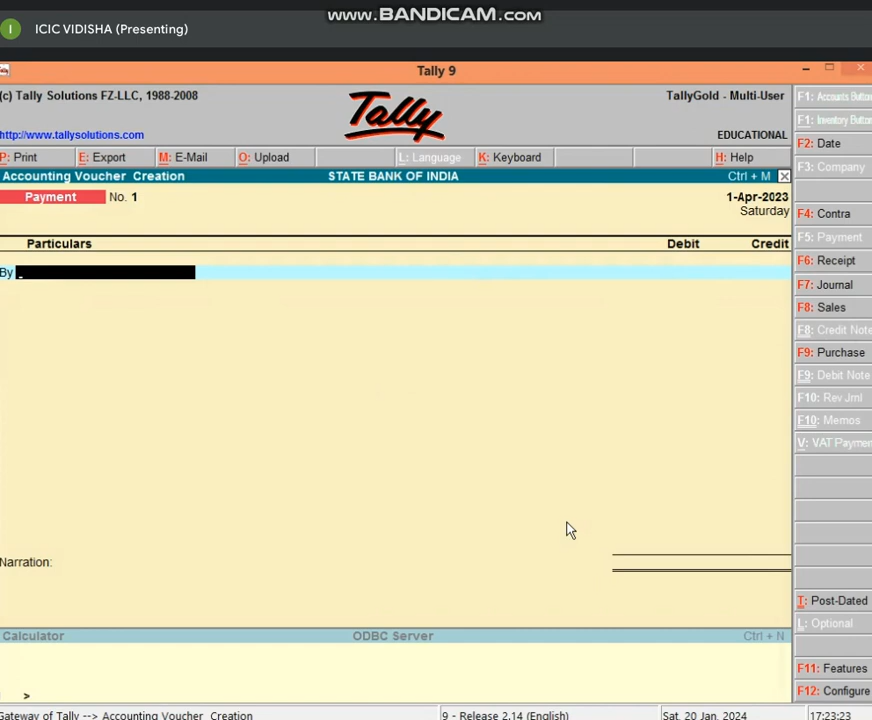 www.BANDICAM.com
I ICIC VIDISHA (Presenting)
Tally 9
(c) Tally Solutions FZ-LLC, 1988-2008
Tally
TallyGold - Multi-User
http://www.tallysolutions.com
EDUCATIONAL
P: Print E: Export M: E-Mail O: Upload L: Language K: Keyboard H: Help
Accounting Voucher Creation STATE BANK OF INDIA Ctrl + M
Payment No. 1 1-Apr-2023
Saturday
Particulars Debit Credit
By
Narration:
Calculator ODBC Server Ctrl + N
>
Gateway of Tally --> Accounting Voucher Creation 9 - Release 2.14 (English) Sat, 20 Jan, 2024 17:23:23
F1: Accounts Button
F1: Inventory Button
F2: Date
F3: Company
F4: Contra
F5: Payment
F6: Receipt
F7: Journal
F8: Sales
F8: Credit Note
F9: Purchase
F9: Debit Note
F10: Rev Jrnl
F10: Memos
V: VAT Paymen
T: Post-Dated
L: Optional
F11: Features
F12: Configure